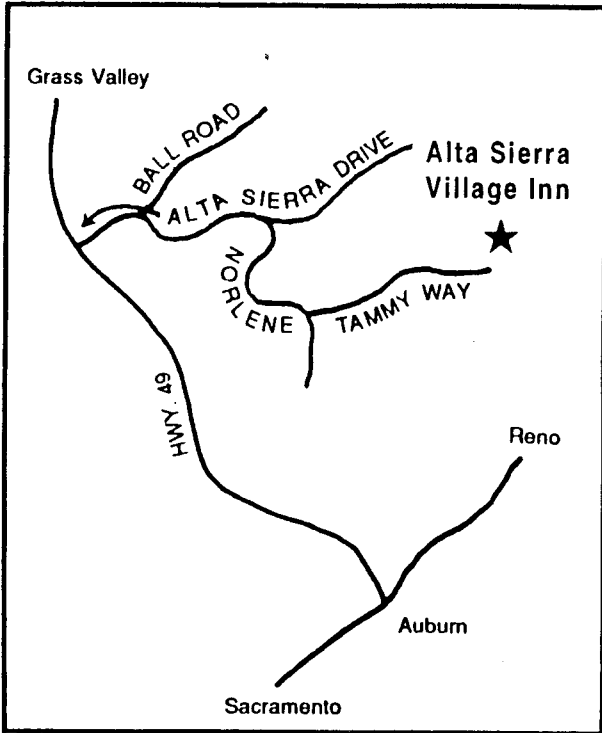 Grass Valley
BALL ROAD
ALTA SIERRA DRIVE
Alta Sierra
Village Inn
NORLENE
TAMMY WAY
HWY. 49
Reno
Auburn
Sacramento